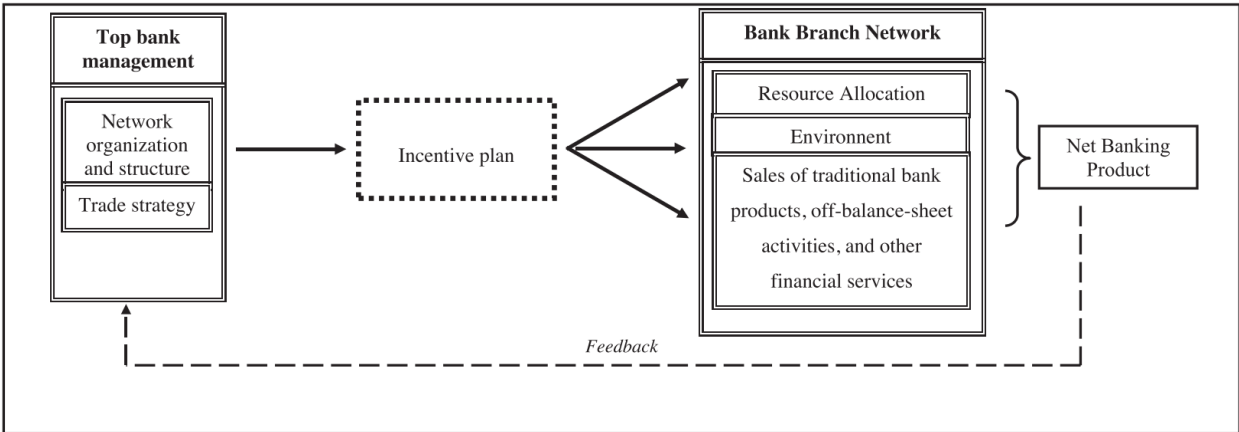 Top bank
management
Network
organization
and structure
Trade strategy
Incentive plan
Bank Branch Network
Resource Allocation
Environment
Sales of traditional bank
products, off-balance-sheet
activities, and other
financial services
Net Banking
Product
Feedback